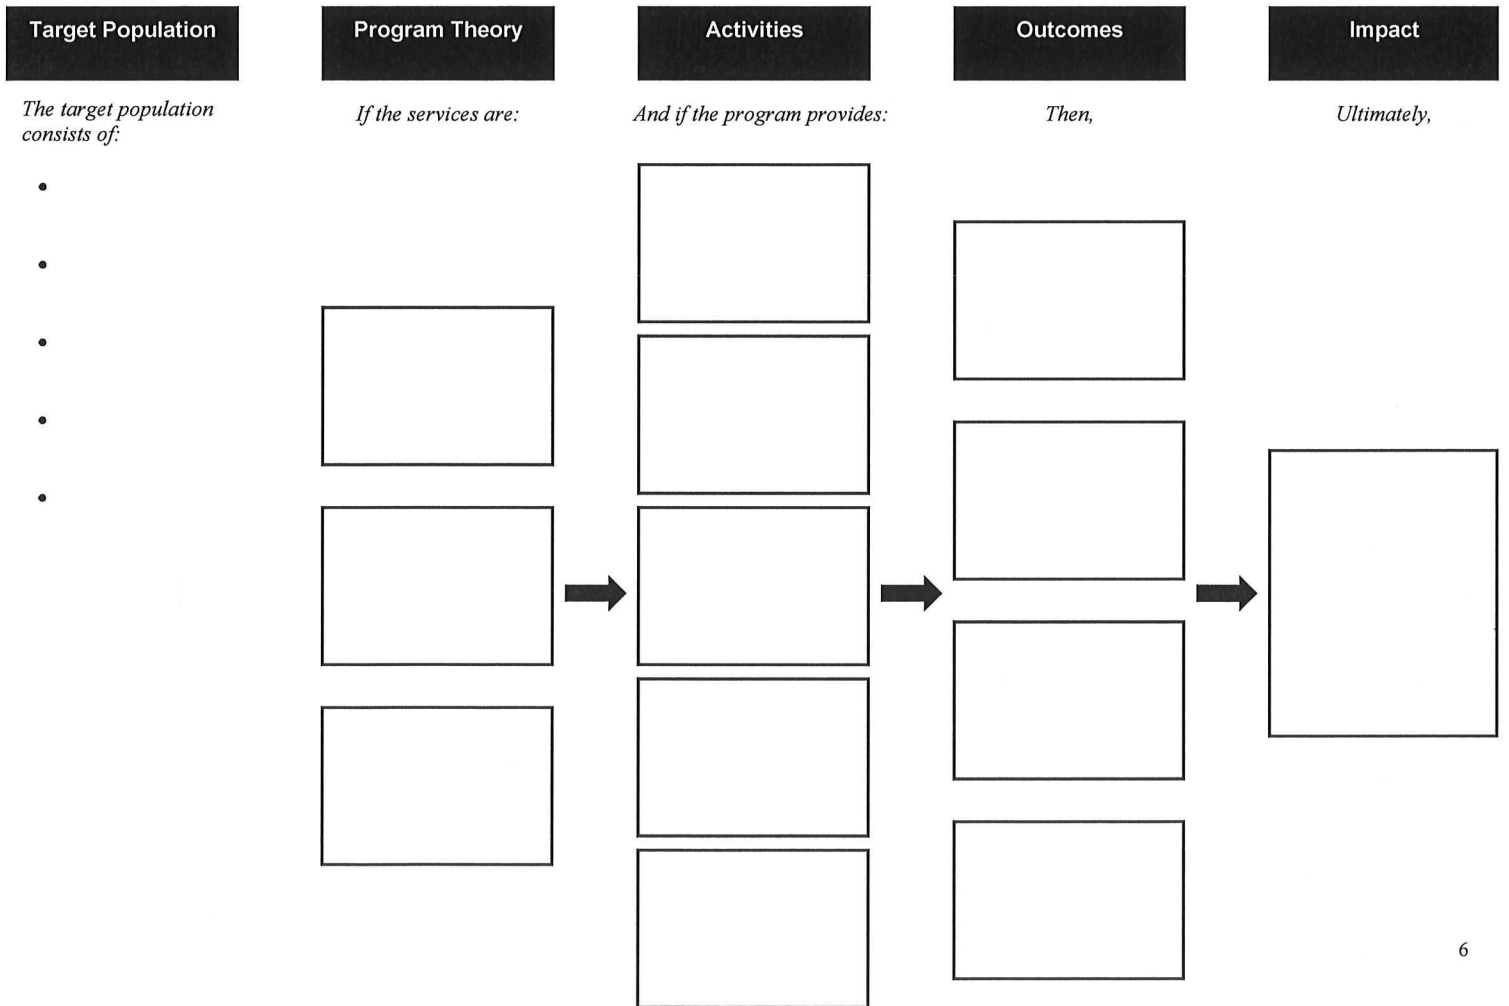 Target Population
Program Theory
Activities
Outcomes
Impact
The target population
consists of:
If the services are:
And if the program provides:
Then,
Ultimately,
•
•
•
•
•
6